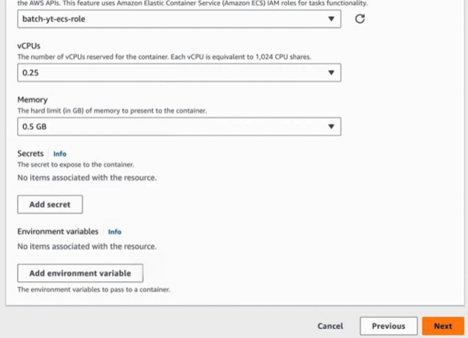 the AWS APIs. This feature uses Amazon Elastic Container Service (Amazon ECS) IAM roles for tasks functionality.
batch-yt-ecs-role
vCPUs
The number of vCPUs reserved for the container. Each vCPU is equivalent to 1,024 CPU shares.
0.25
Memory
The hard limit (in GB) of memory to present to the container.
0.5 GB
Secrets Info
The secret to expose to the container.
No items associated with the resource.
Add secret
Environment variables Info
No items associated with the resource.
Add environment variable
The environment variables to pass to a container.
Cancel Previous Next